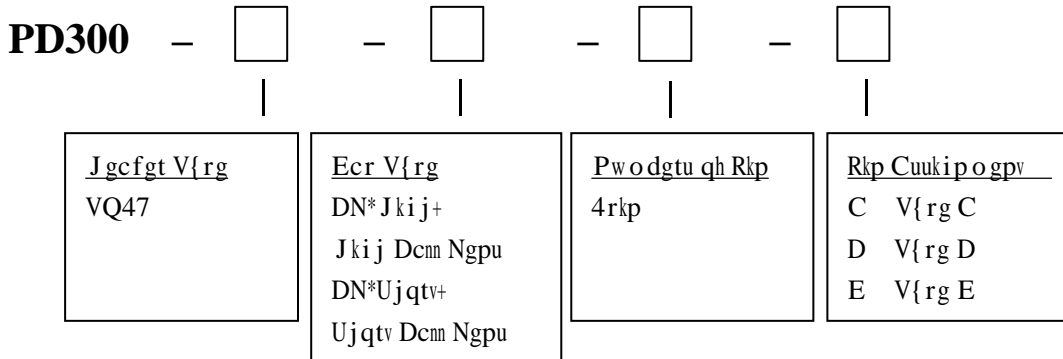 PD300 – □ – □ – □ – □
Jgcfgt V{rg
VQ47
Ecr V{rg
DN*Jkij+
Jkij Dcnn Ngpu
DN*Ujqtv+
Ujqtv Dcnn Ngpu
Pwodgtu qh Rkp
4rkp
Rkp Cuukipogpv
C V{rg C
D V{rg D
E V{rg E